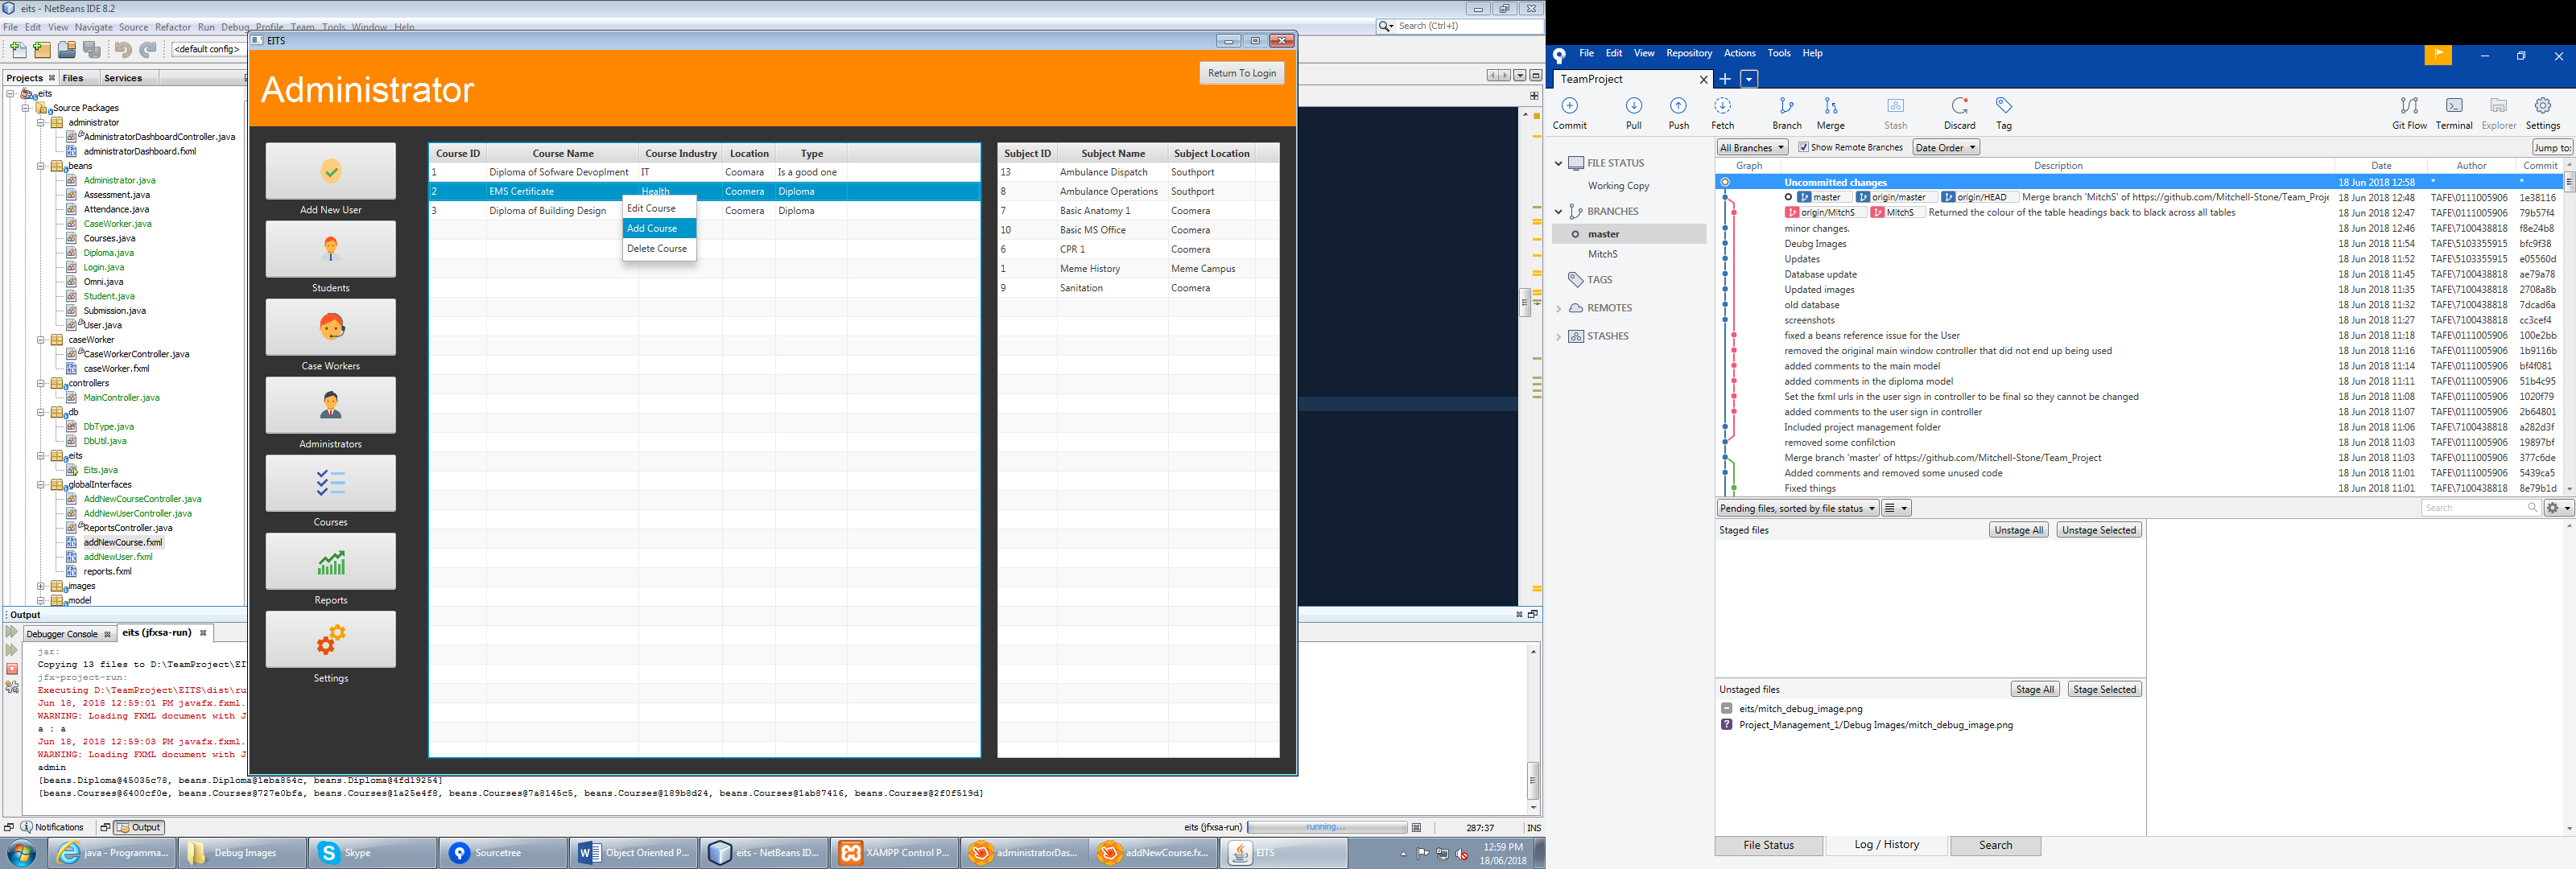 eits - NetBeans IDE 8.2
File Edit View Navigate Source Refactor Run Debug Profile Team Tools Window Help
Search (Ctrl+I)
<default config>
Projects Files Services
eits
Source Packages
administrator
AdministratorDashboardController.java
administratorDashboard.fxml
beans
Administrator.java
Assessment.java
Attendance.java
CaseWorker.java
Courses.java
Diploma.java
Login.java
Omni.java
Student.java
Submission.java
User.java
caseWorker
CaseWorkerController.java
caseWorker.fxml
controllers
MainController.java
db
DbType.java
DbUtil.java
eits
Eits.java
globalInterfaces
AddNewCourseController.java
AddNewUserController.java
ReportsController.java
addNewCourse.fxml
addNewUser.fxml
reports.fxml
images
model
EITS
Administrator
Return To Login
Add New User
Students
Case Workers
Administrators
Courses
Reports
Settings
Course ID Course Name Course Industry Location Type
1 Diploma of Sofware Devoplment IT Coomara Is a good one
2 EMS Certificate Health Coomera Diploma
3 Diploma of Building Design Coomera Diploma
Edit Course
Add Course
Delete Course
Subject ID Subject Name Subject Location
13 Ambulance Dispatch Southport
8 Ambulance Operations Southport
7 Basic Anatomy 1 Coomera
10 Basic MS Office Coomera
6 CPR 1 Coomera
1 Meme History Meme Campus
9 Sanitation Coomera
Output
Debugger Console eits (jfxsa-run)
jar:
Copying 13 files to D:\TeamProject\EI
jfx-project-run:
Executing D:\TeamProject\EITS\dist\ru
Jun 18, 2018 12:59:01 PM javafx.fxml.
WARNING: Loading FXML document with J
a : a
Jun 18, 2018 12:59:03 PM javafx.fxml.
WARNING: Loading FXML document with J
admin
[beans.Diploma@45035c78, beans.Diploma@1eba854c, beans.Diploma@4fd19254]
[beans.Courses@6400cf0e, beans.Courses@727e0bfa, beans.Courses@1a25e4f8, beans.Courses@7a8145c5, beans.Courses@189b8d24, beans.Courses@1ab87416, beans.Courses@2f0f519d]
Notifications Output
eits (jfxsa-run) running... 287:37 INS
java - Programma... Debug Images Skype Sourcetree Object Oriented P... eits - NetBeans ID... XAMPP Control P... administratorDas... addNewCourse.fx... EITS
12:59 PM
18/06/2018
File Edit View Repository Actions Tools Help
TeamProject
Commit Pull Push Fetch Branch Merge Stash Discard Tag Git Flow Terminal Explorer Settings
FILE STATUS
Working Copy
BRANCHES
master
MitchS
TAGS
REMOTES
STASHES
All Branches Show Remote Branches Date Order Jump to:
Graph Description Date Author Commit
Uncommitted changes 18 Jun 2018 12:58 * *
master origin/master origin/HEAD Merge branch 'MitchS' of https://github.com/Mitchell-Stone/Team_Proje 18 Jun 2018 12:48 TAFE\0111005906 1e38116
origin/MitchS MitchS Returned the colour of the table headings back to black across all tables 18 Jun 2018 12:47 TAFE\0111005906 79b57f4
minor changes. 18 Jun 2018 12:46 TAFE\7100438818 f8e24b8
Deubg Images 18 Jun 2018 11:54 TAFE\5103355915 bfc9f38
Updates 18 Jun 2018 11:52 TAFE\5103355915 e05560d
Database update 18 Jun 2018 11:45 TAFE\7100438818 ae79a78
Updated images 18 Jun 2018 11:35 TAFE\7100438818 2708a8b
old database 18 Jun 2018 11:32 TAFE\7100438818 7dcad6a
screenshots 18 Jun 2018 11:27 TAFE\7100438818 cc3cef4
fixed a beans reference issue for the User 18 Jun 2018 11:18 TAFE\0111005906 100e2bb
removed the original main window controller that did not end up being used 18 Jun 2018 11:16 TAFE\0111005906 1b9116b
added comments to the main model 18 Jun 2018 11:14 TAFE\0111005906 bf4f081
added comments in the diploma model 18 Jun 2018 11:11 TAFE\0111005906 51b4c95
Set the fxml urls in the user sign in controller to be final so they cannot be changed 18 Jun 2018 11:08 TAFE\0111005906 1020f79
added comments to the user sign in controller 18 Jun 2018 11:07 TAFE\0111005906 2b64801
Included project management folder 18 Jun 2018 11:06 TAFE\7100438818 a282d3f
removed some confilction 18 Jun 2018 11:03 TAFE\0111005906 19897bf
Merge branch 'master' of https://github.com/Mitchell-Stone/Team_Project 18 Jun 2018 11:03 TAFE\0111005906 377c6de
Added comments and removed some unused code 18 Jun 2018 11:01 TAFE\0111005906 5439ca5
Fixed things 18 Jun 2018 11:01 TAFE\7100438818 8e79b1d
Pending files, sorted by file status Search
Staged files Unstage All Unstage Selected
Unstaged files Stage All Stage Selected
eits/mitch_debug_image.png
Project_Management_1/Debug Images/mitch_debug_image.png
File Status Log / History Search